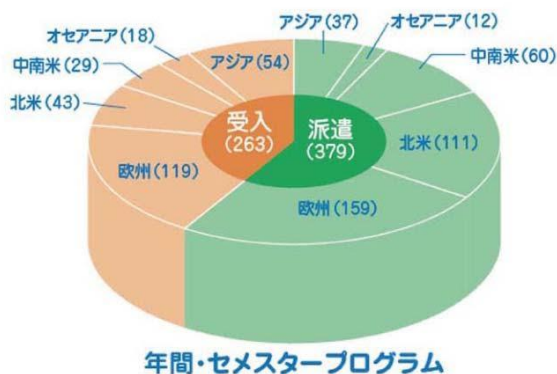 オセアニア(18)
アジア(37)
オセアニア(12)
中南米(29)
アジア(54)
中南米(60)
北米(43)
受入
(263)
派遣
(379)
北米(111)
欧州(119)
欧州(159)
年間・セメスタープログラム